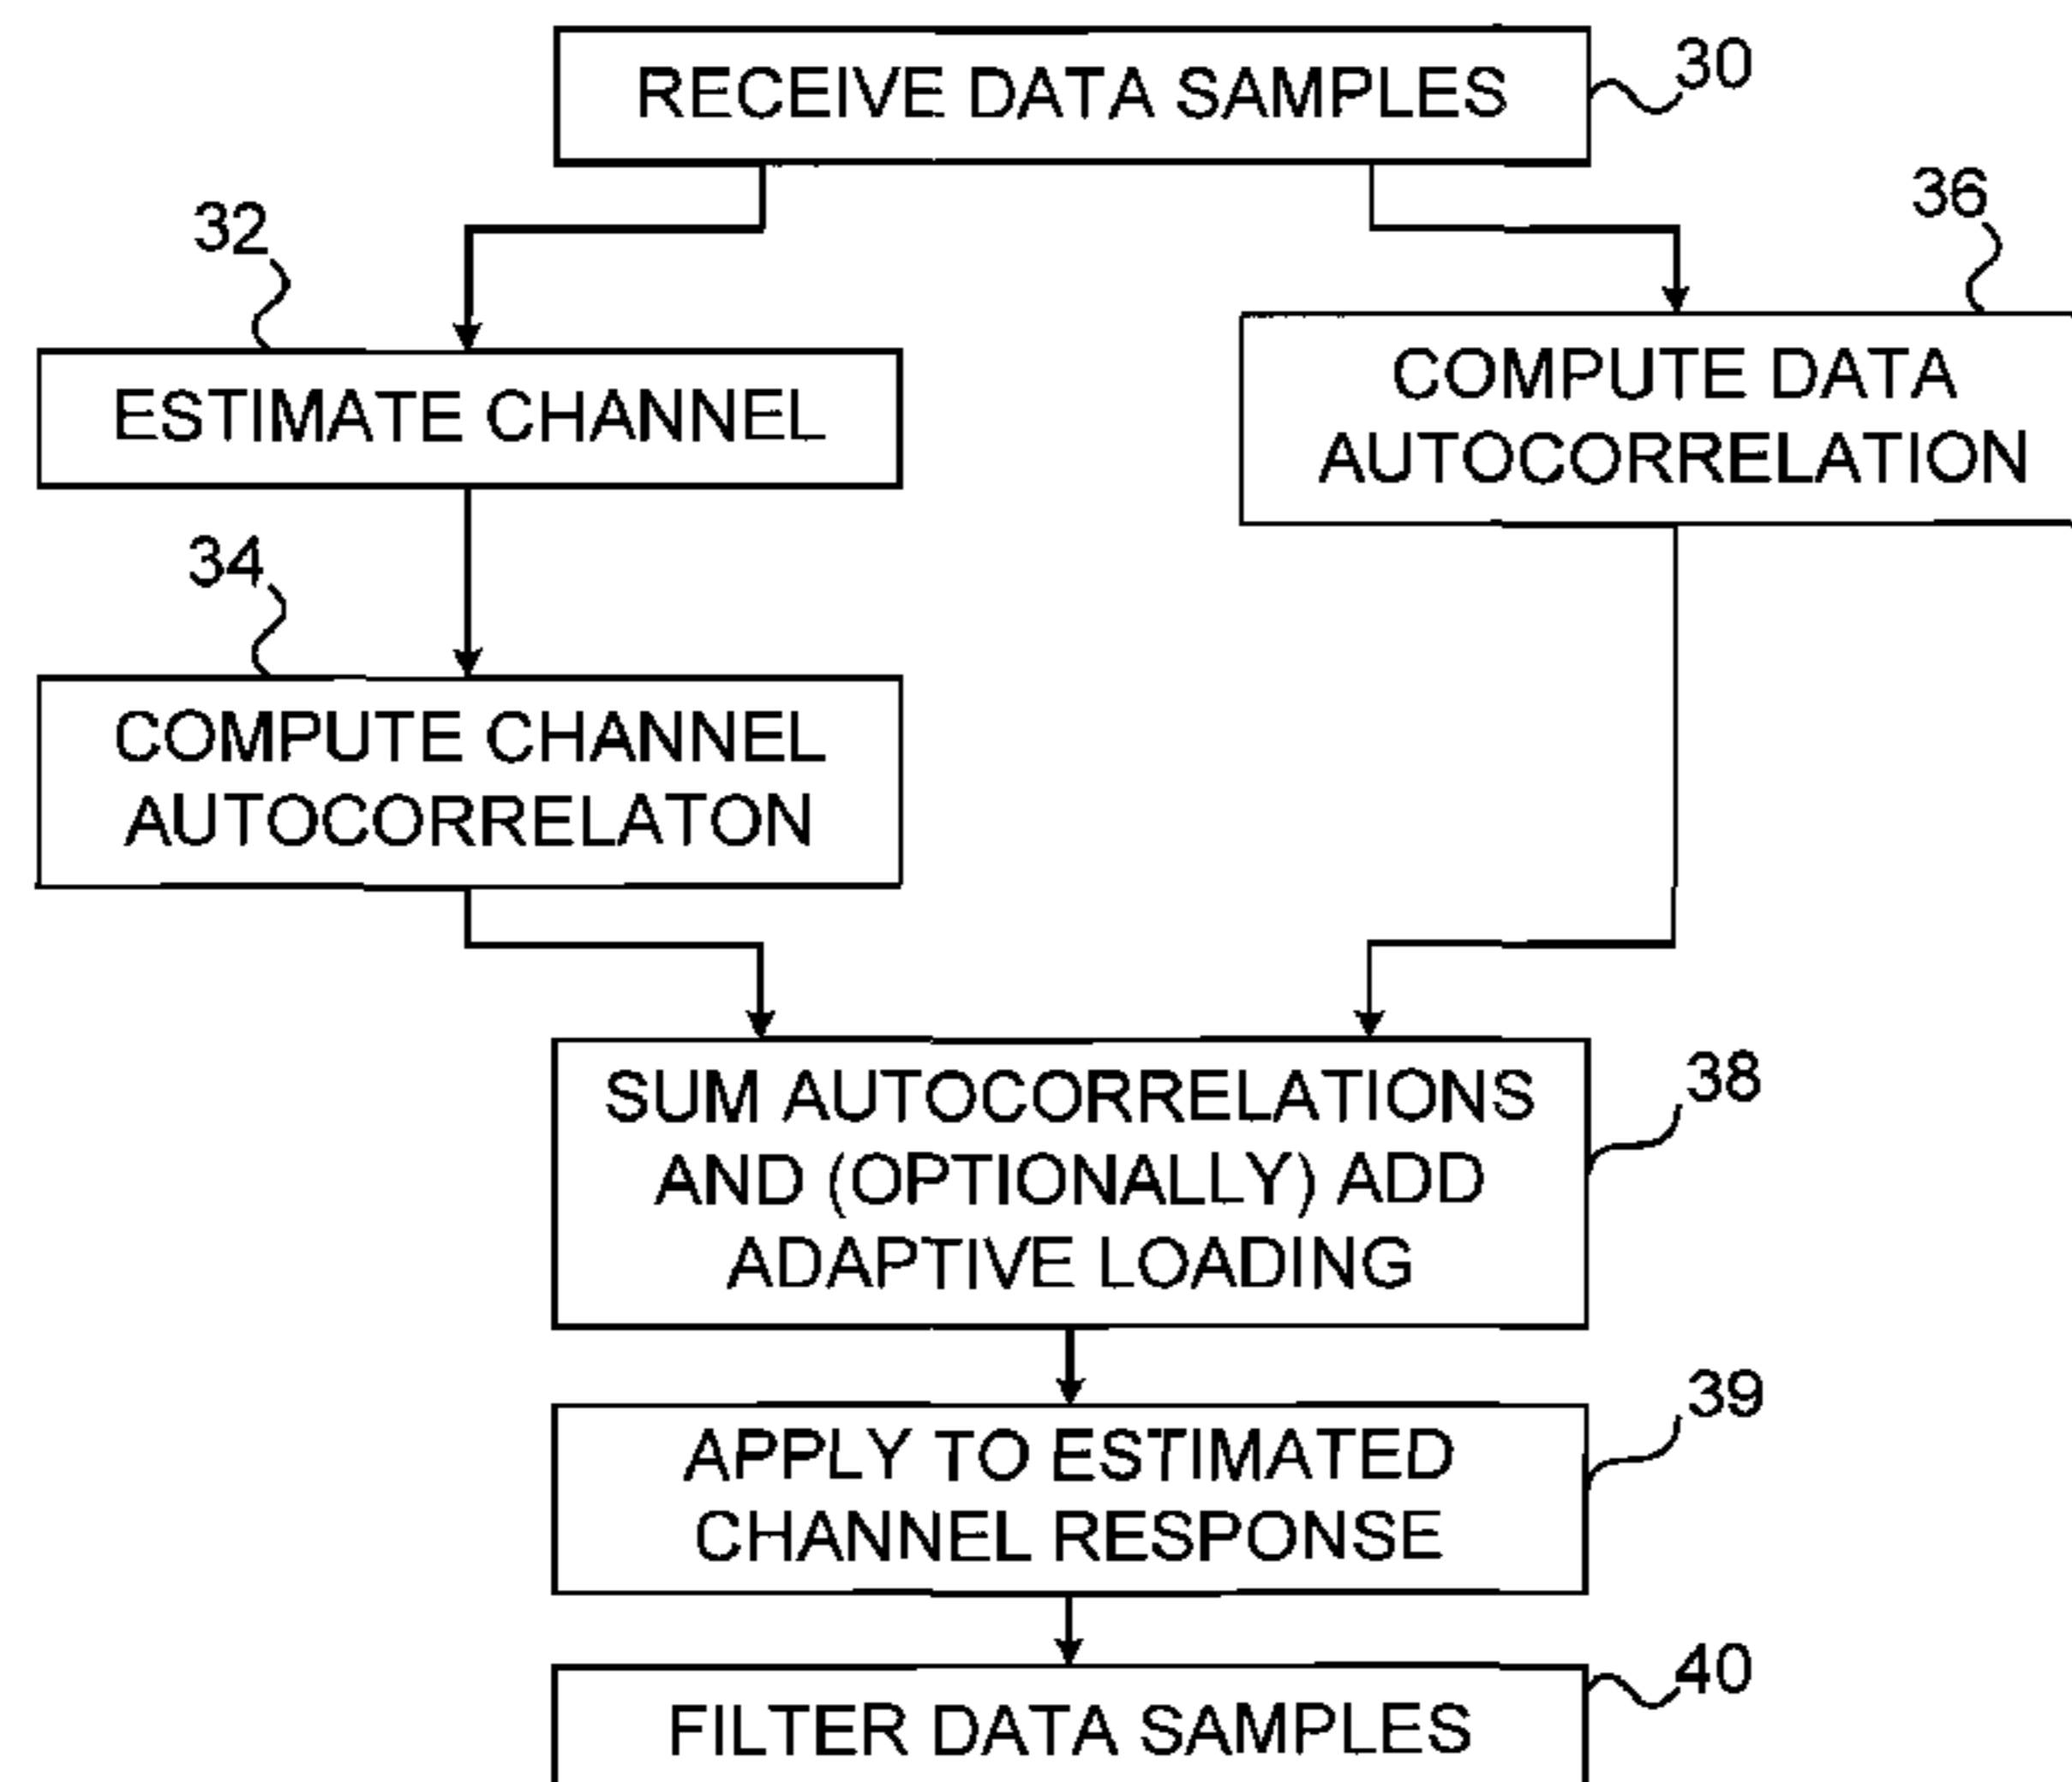 RECEIVE DATA SAMPLES
30
32
36
ESTIMATE CHANNEL
COMPUTE DATA
AUTOCORRELATION
34
COMPUTE CHANNEL
AUTOCORRELATON
SUM AUTOCORRELATIONS
AND (OPTIONALLY) ADD
ADAPTIVE LOADING
38
APPLY TO ESTIMATED
CHANNEL RESPONSE
39
FILTER DATA SAMPLES
40